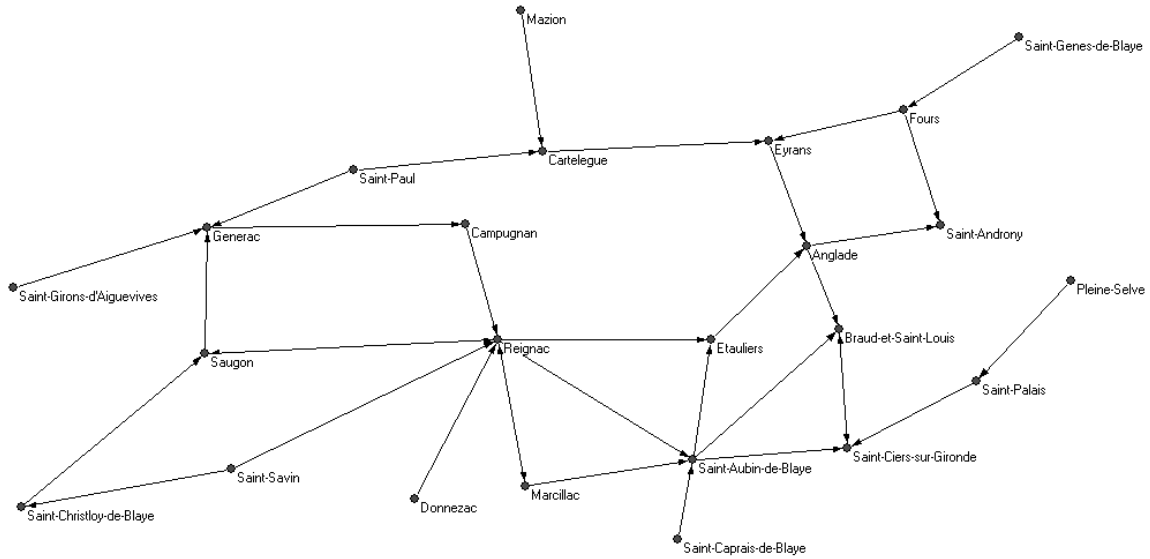 Mazion
Saint-Genes-de-Blaye
Fours
Eyrans
Cartelegue
Saint-Paul
Generac
Campugnan
Saint-Androny
Anglade
Saint-Girons-d'Aiguevives
Pleine-Selve
Braud-et-Saint-Louis
Reignac
Etauliers
Saugon
Saint-Palais
Saint-Ciers-sur-Gironde
Saint-Aubin-de-Blaye
Saint-Savin
Marcillac
Donnezac
Saint-Christloy-de-Blaye
Saint-Caprais-de-Blaye